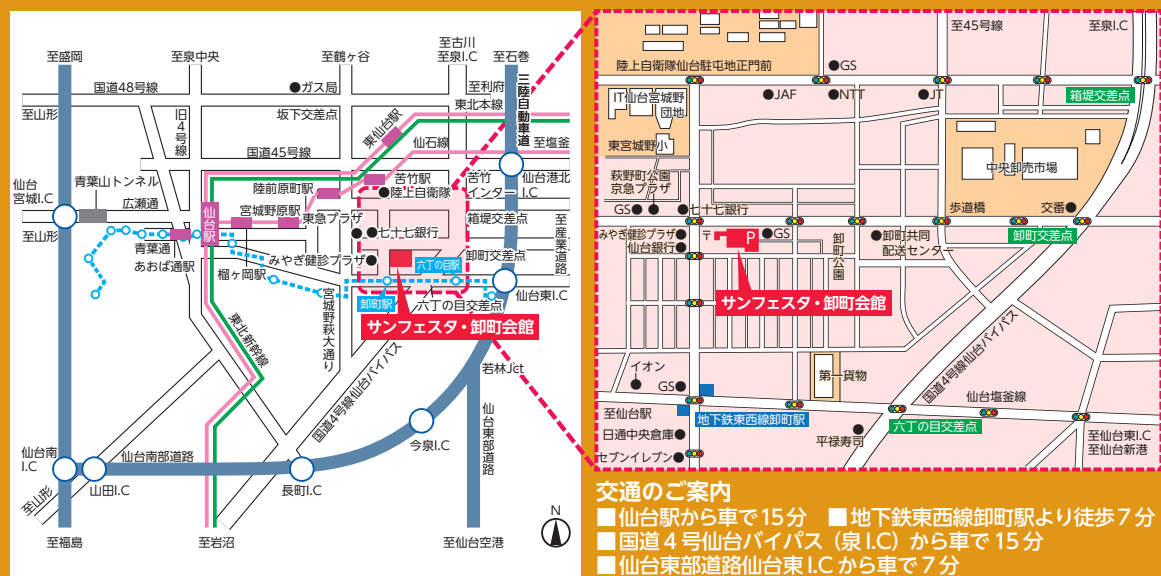 至盛岡
至泉中央
至鶴ヶ谷
至古川
至泉I.C
至石巻
国道48号線
ガス局
至利府
三陸自動車道
至山形
旧4号線
坂下交差点
東北本線
東仙台駅
国道45号線
仙石線
至塩釜
仙台
宮城I.C
青葉山トンネル
陸前原町駅
苦竹駅
苦竹
インター
仙台港北
I.C
陸上自衛隊
広瀬通
仙台駅
宮城野原駅
東急プラザ
箱堤交差点
至産業道路
至山形
青葉通
七十七銀行
あおば通駅
みやぎ健診プラザ
卸町交差点
榴ヶ岡駅
六丁の目駅
仙台東I.C
宮城野萩大通り
卸町駅
六丁の目交差点
サンフェスタ・卸町会館
東北新幹線
国道4号線仙台バイパス
若林Jct
仙台東部道路
今泉I.C
仙台南
I.C
仙台南部道路
至山形
山田I.C
長町I.C
至福島
至岩沼
至仙台空港
N
至45号線
至泉I.C
陸上自衛隊仙台駐屯地正門前
GS
IT仙台宮城野
団地
JAF
NTT
JT
箱堤交差点
東宮城野小
中央卸売市場
萩野町公園
京急プラザ
GS
七十七銀行
歩道橋
交番
みやぎ健診プラザ
仙台銀行
〒
P
GS
卸町公園
卸町共同
配送センタ
卸町交差点
サンフェスタ・卸町会館
国道4号線仙台バイパス
イオン
GS
第一貨物
至仙台駅
地下鉄東西線卸町駅
仙台塩釜線
六丁の目交差点
日通中央倉庫
平禄寿司
至仙台東I.C
至仙台新港
セブンイレブン
交通のご案内
■仙台駅から車で15分 ■地下鉄東西線卸町駅より徒歩7分
■国道4号仙台バイパス（泉I.C）から車で15分
■仙台東部道路仙台東I.Cから車で7分